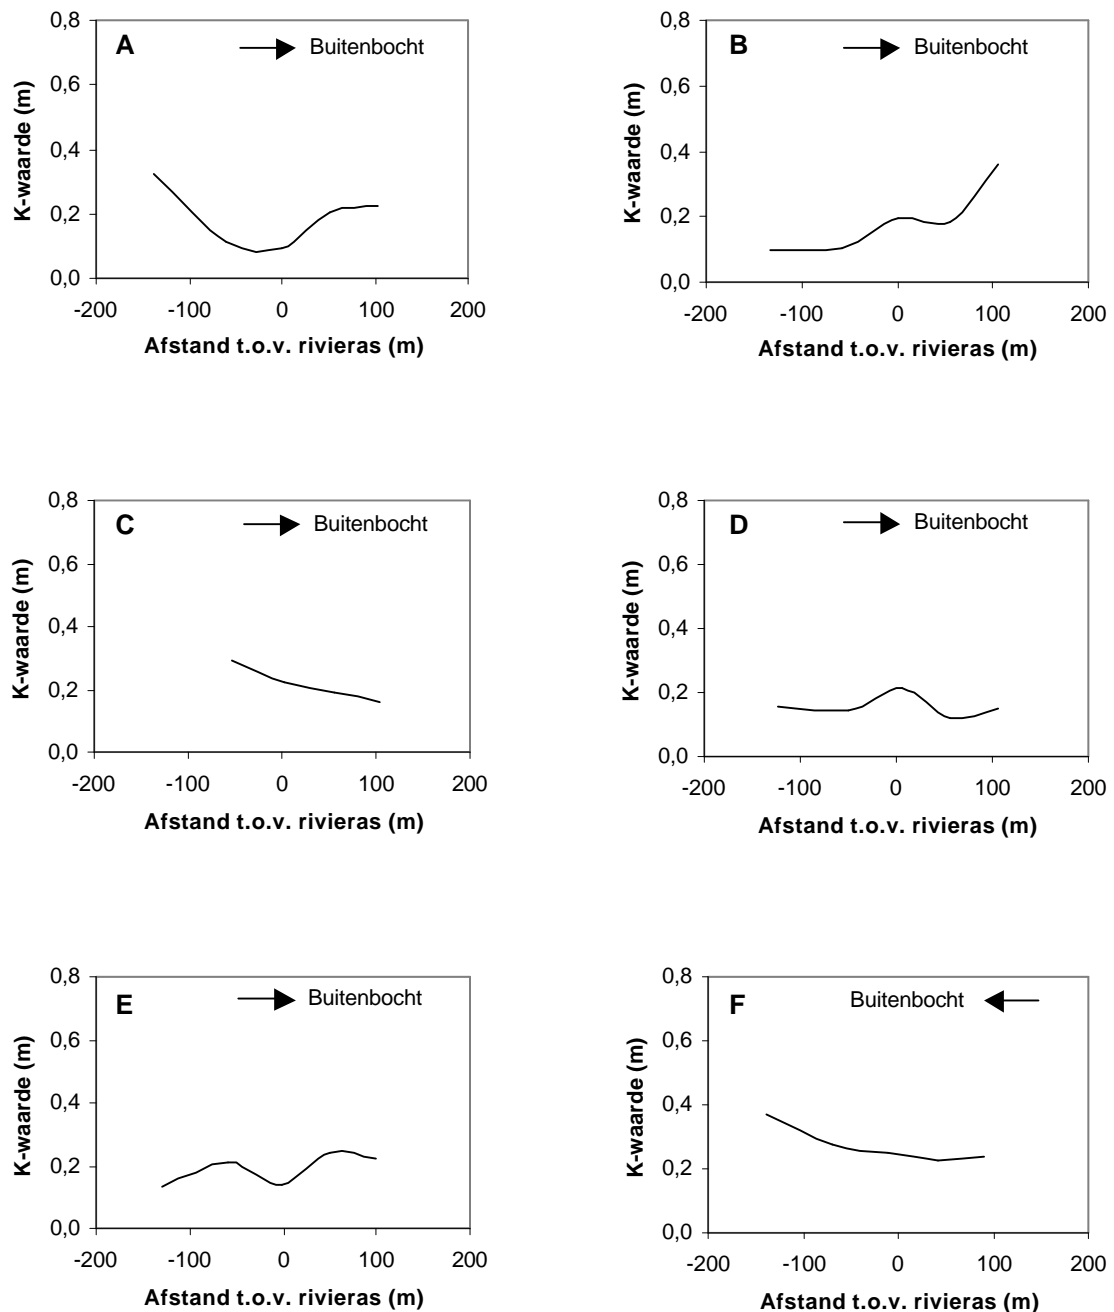 A
Buitenbocht
K-waarde (m)
0,8
0,6
0,4
0,2
0,0
-200 -100 0 100 200
Afstand t.o.v. rivieras (m)
B
Buitenbocht
K-waarde (m)
0,8
0,6
0,4
0,2
0,0
-200 -100 0 100 200
Afstand t.o.v. rivieras (m)
C
Buitenbocht
K-waarde (m)
0,8
0,6
0,4
0,2
0,0
-200 -100 0 100 200
Afstand t.o.v. rivieras (m)
D
Buitenbocht
K-waarde (m)
0,8
0,6
0,4
0,2
0,0
-200 -100 0 100 200
Afstand t.o.v. rivieras (m)
E
Buitenbocht
K-waarde (m)
0,8
0,6
0,4
0,2
0,0
-200 -100 0 100 200
Afstand t.o.v. rivieras (m)
F
Buitenbocht
K-waarde (m)
0,8
0,6
0,4
0,2
0,0
-200 -100 0 100 200
Afstand t.o.v. rivieras (m)